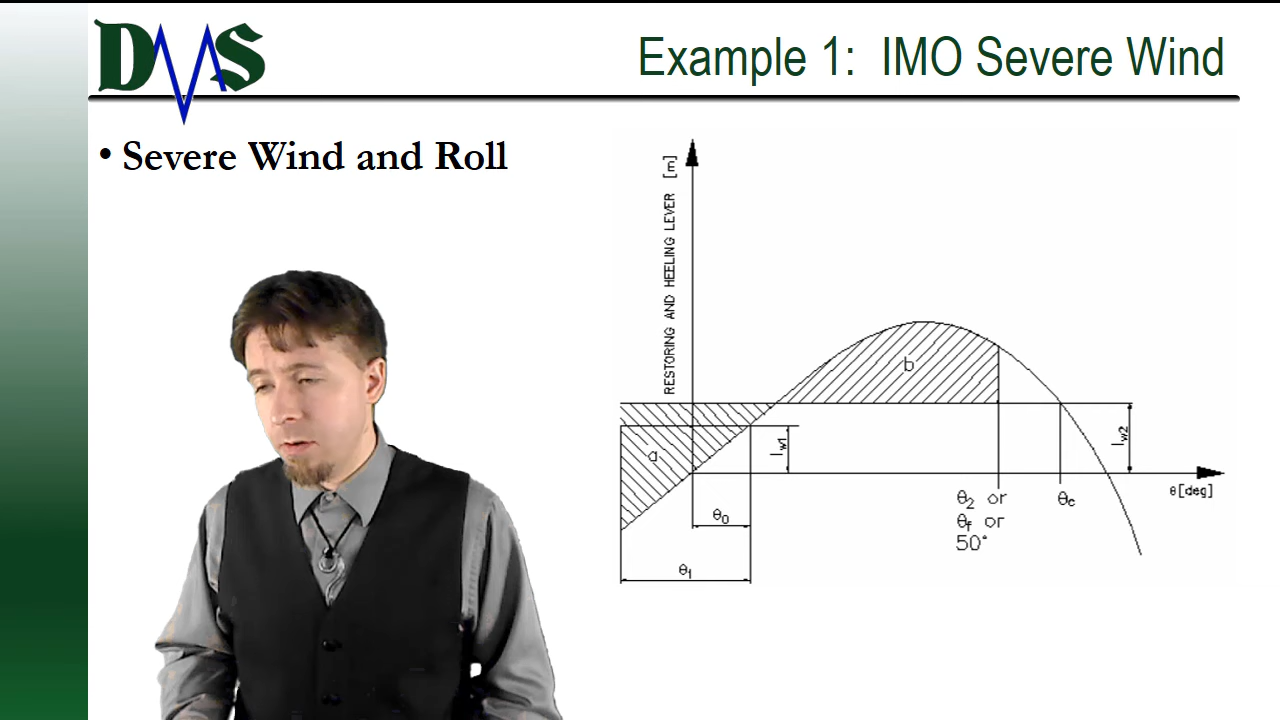 DMS
Example 1: IMO Severe Wind
• Severe Wind and Roll
RESTORING AND HEELING LEVER [m]
b
a
lw1
lw2
θ[deg]
θ0
θ2 or
θf or
50°
θc
θ1